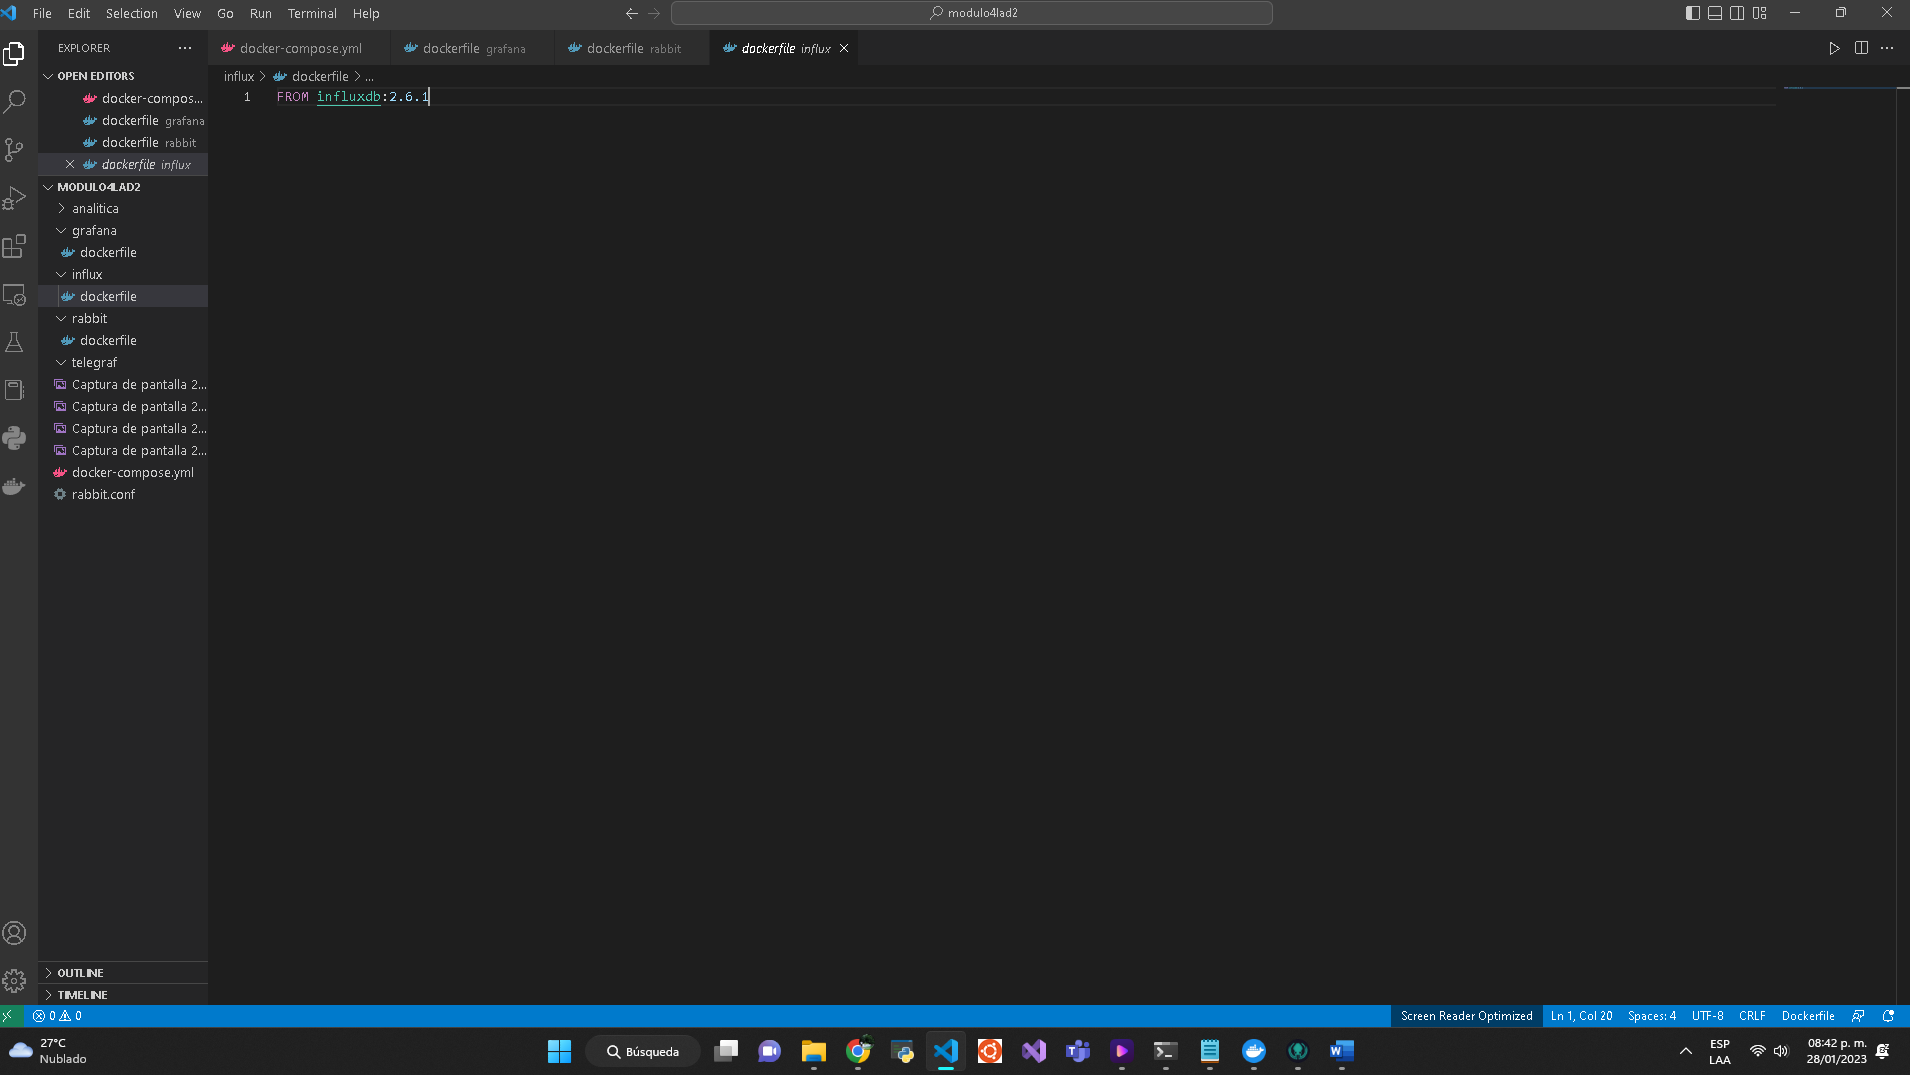 File Edit Selection View Go Run Terminal Help
modulo4lad2
EXPLORER
docker-compose.yml
dockerfile grafana
dockerfile rabbit
dockerfile influx
OPEN EDITORS
docker-compos...
dockerfile grafana
dockerfile rabbit
dockerfile influx
MODULO4LAD2
analitica
grafana
dockerfile
influx
dockerfile
rabbit
dockerfile
telegraf
Captura de pantalla 2...
Captura de pantalla 2...
Captura de pantalla 2...
Captura de pantalla 2...
docker-compose.yml
rabbit.conf
OUTLINE
TIMELINE
influx > dockerfile > ...
1 FROM influxdb:2.6.1
0 0
Screen Reader Optimized Ln 1, Col 20 Spaces: 4 UTF-8 CRLF Dockerfile
27°C
Nublado
Búsqueda
ESP
LAA
08:42 p. m.
28/01/2023